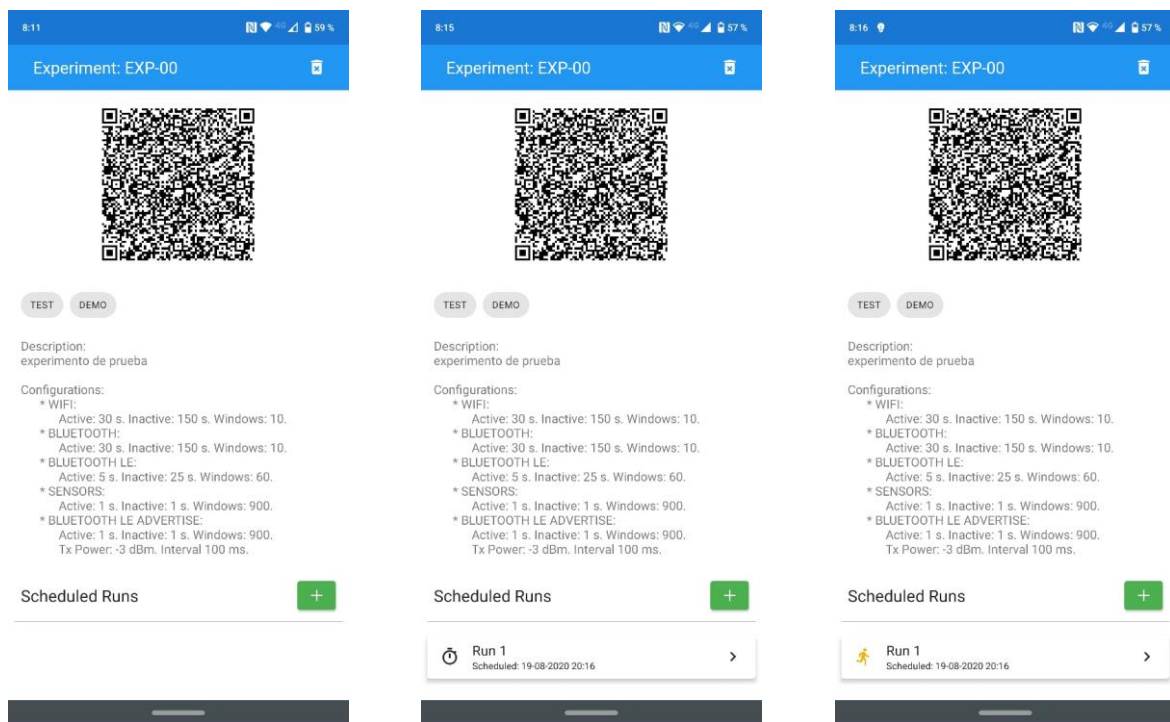 8:11 4G 59 %
Experiment: EXP-00
TEST DEMO
Description:
experimento de prueba
Configurations:
* WIFI:
Active: 30 s. Inactive: 150 s. Windows: 10.
* BLUETOOTH:
Active: 30 s. Inactive: 150 s. Windows: 10.
* BLUETOOTH LE:
Active: 5 s. Inactive: 25 s. Windows: 60.
* SENSORS:
Active: 1 s. Inactive: 1 s. Windows: 900.
* BLUETOOTH LE ADVERTISE:
Active: 1 s. Inactive: 1 s. Windows: 900.
Tx Power: -3 dBm. Interval 100 ms.
Scheduled Runs +
8:15 4G 57 %
Experiment: EXP-00
TEST DEMO
Description:
experimento de prueba
Configurations:
* WIFI:
Active: 30 s. Inactive: 150 s. Windows: 10.
* BLUETOOTH:
Active: 30 s. Inactive: 150 s. Windows: 10.
* BLUETOOTH LE:
Active: 5 s. Inactive: 25 s. Windows: 60.
* SENSORS:
Active: 1 s. Inactive: 1 s. Windows: 900.
* BLUETOOTH LE ADVERTISE:
Active: 1 s. Inactive: 1 s. Windows: 900.
Tx Power: -3 dBm. Interval 100 ms.
Scheduled Runs +
Run 1
Scheduled: 19-08-2020 20:16
8:16 4G 57 %
Experiment: EXP-00
TEST DEMO
Description:
experimento de prueba
Configurations:
* WIFI:
Active: 30 s. Inactive: 150 s. Windows: 10.
* BLUETOOTH:
Active: 30 s. Inactive: 150 s. Windows: 10.
* BLUETOOTH LE:
Active: 5 s. Inactive: 25 s. Windows: 60.
* SENSORS:
Active: 1 s. Inactive: 1 s. Windows: 900.
* BLUETOOTH LE ADVERTISE:
Active: 1 s. Inactive: 1 s. Windows: 900.
Tx Power: -3 dBm. Interval 100 ms.
Scheduled Runs +
Run 1
Scheduled: 19-08-2020 20:16